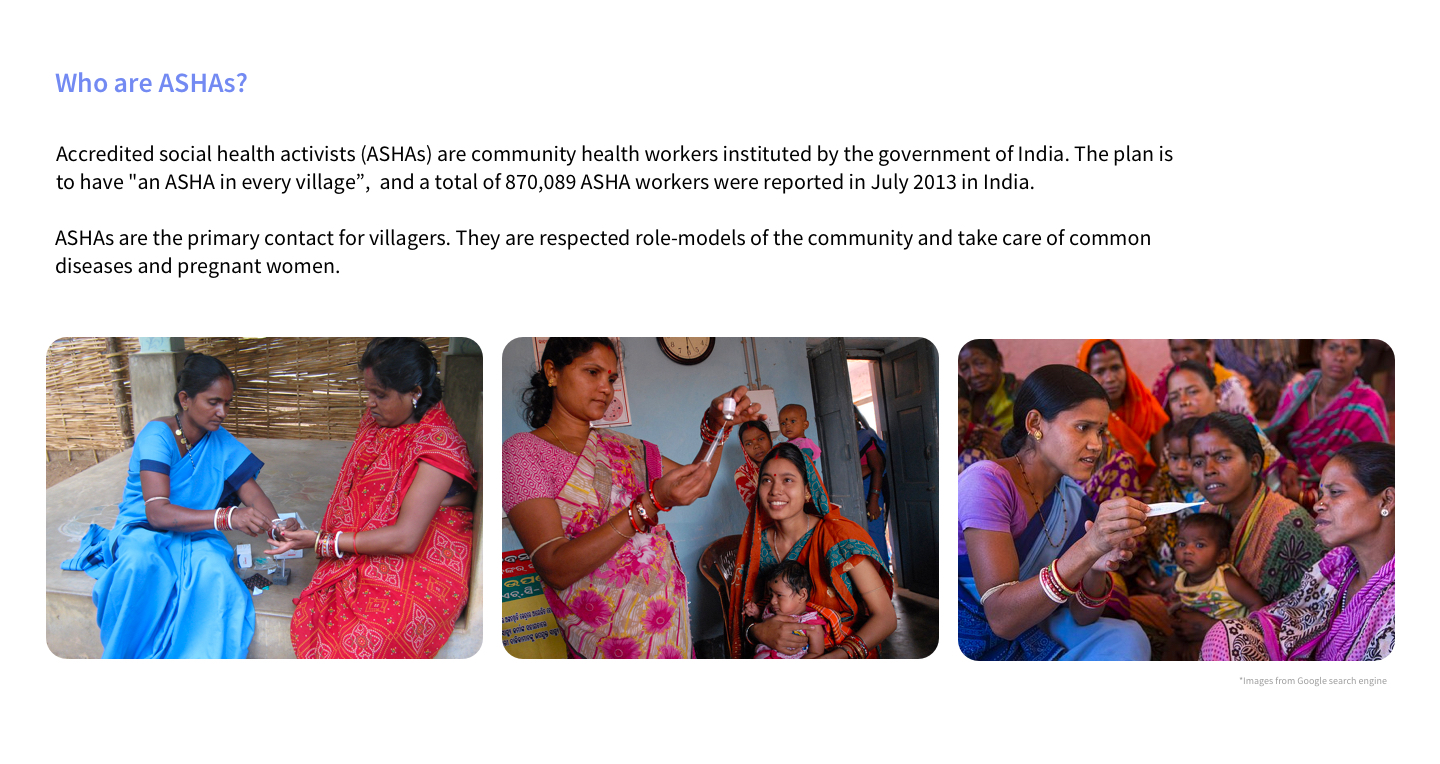 Who are ASHAs?
Accredited social health activists (ASHAs) are community health workers instituted by the government of India. The plan is
to have "an ASHA in every village”,  and a total of 870,089 ASHA workers were reported in July 2013 in India.
ASHAs are the primary contact for villagers. They are respected role-models of the community and take care of common
diseases and pregnant women.
*Images from Google search engine